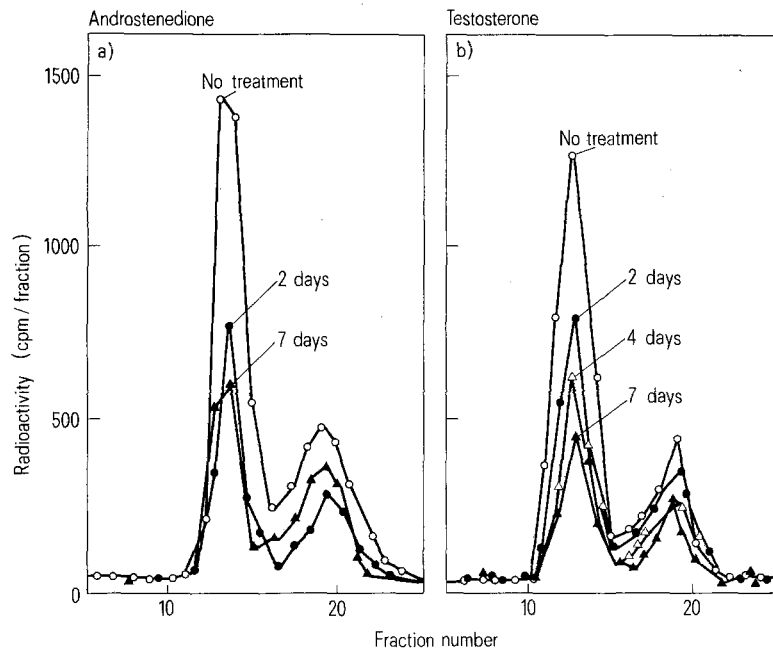 Androstenedione
Testosterone
a)
b)
No treatment
No treatment
2 days
7 days
2 days
4 days
7 days
1500
1000
500
0
10
20
10
20
Radioactivity (cpm/fraction)
Fraction number